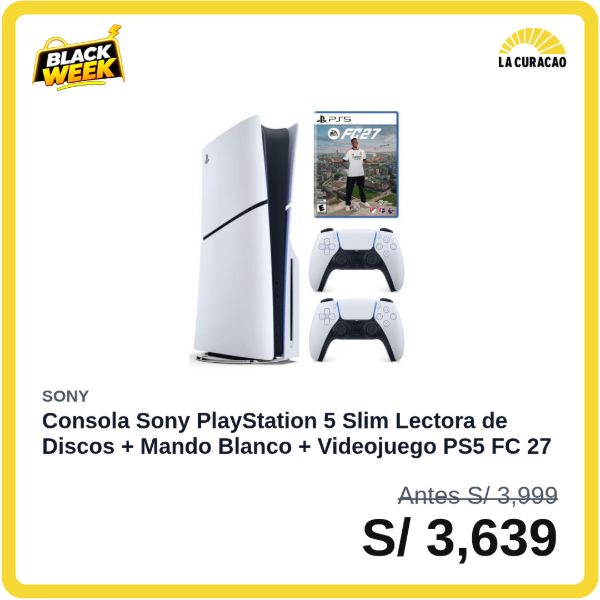 BLACK
WEEK
LA CURACAO
PS5
EA
FC27
E
SONY
Consola Sony PlayStation 5 Slim Lectora de
Discos + Mando Blanco + Videojuego PS5 FC 27
Antes S/ 3,999
S/ 3,639